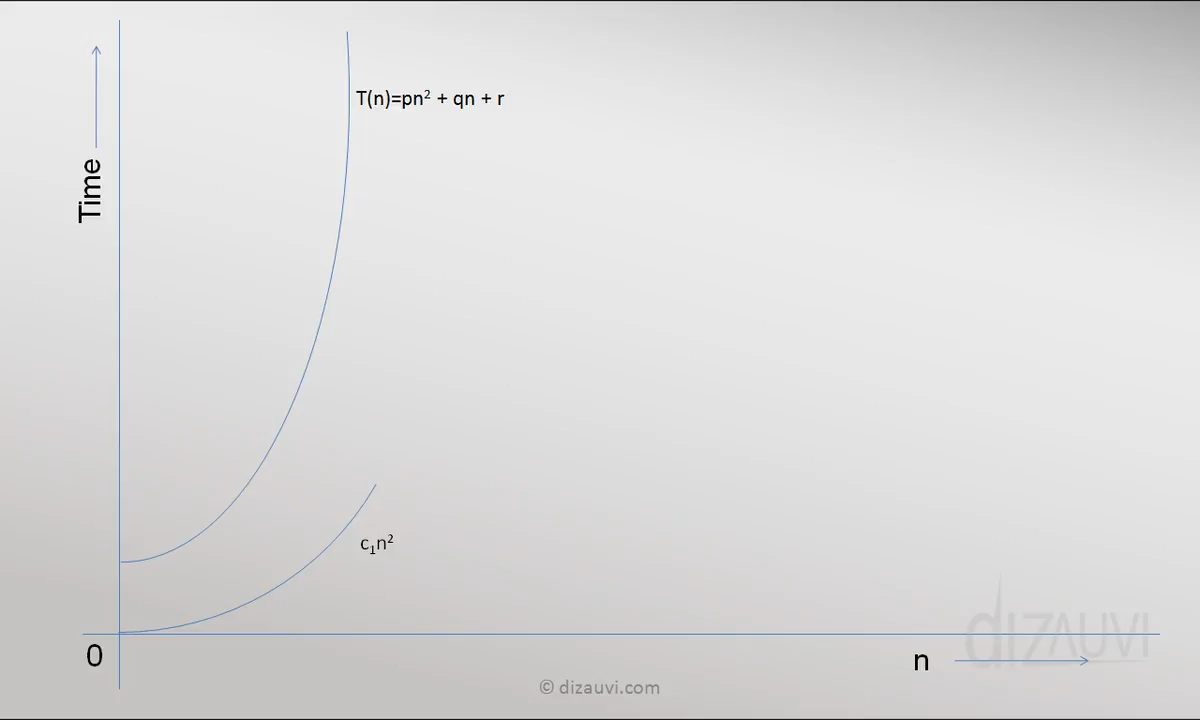 T(n)=pn² + qn + r
Time
c₁n²
0
n
dizauvi
© dizauvi.com